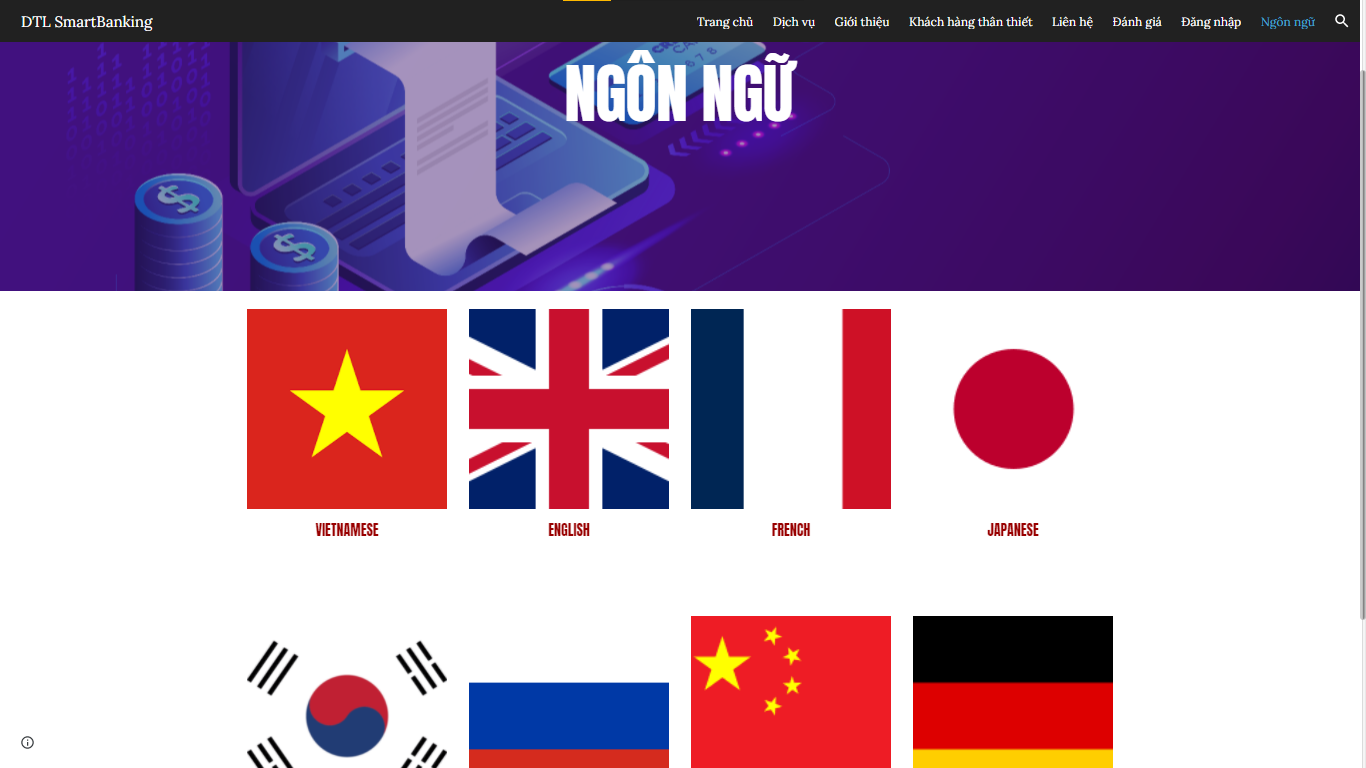 DTL SmartBanking
Trang chủ Dịch vụ Giới thiệu Khách hàng thân thiết Liên hệ Đánh giá Đăng nhập Ngôn ngữ
NGÔN NGỮ
VIETNAMESE
ENGLISH
FRENCH
JAPANESE